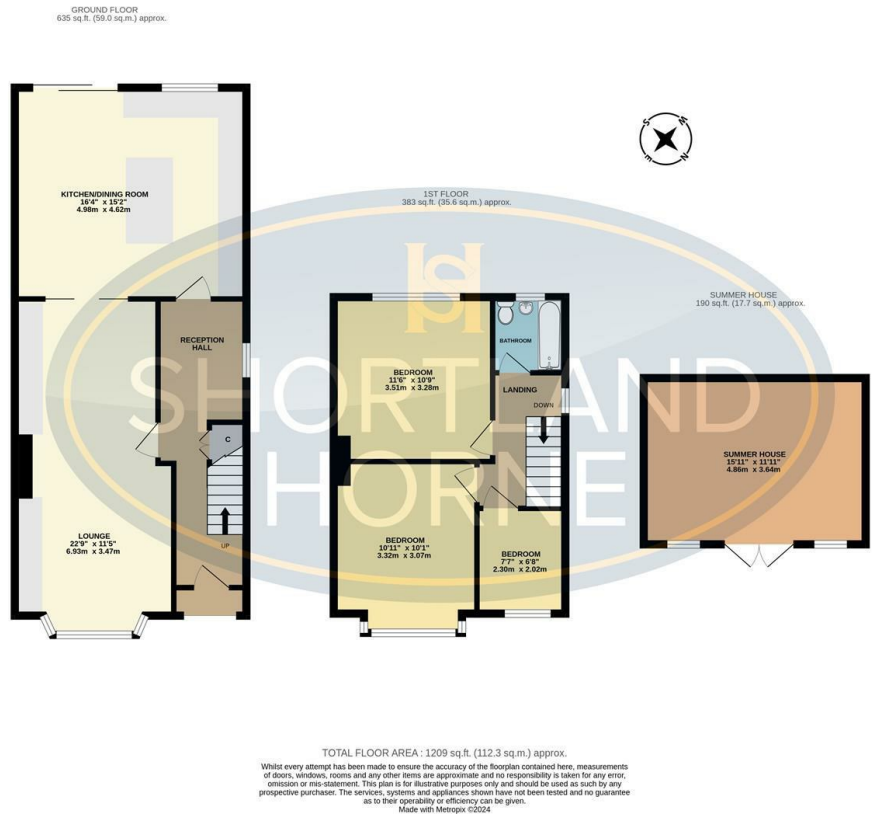 GROUND FLOOR
635 sq.ft. (59.0 sq.m.) approx.
KITCHEN/DINING ROOM
16'4" x 15'2"
4.98m x 4.62m
RECEPTION
HALL
C
LOUNGE
22'9" x 11'5"
6.93m x 3.47m
UP
1ST FLOOR
383 sq.ft. (35.6 sq.m.) approx.
BEDROOM
11'6" x 10'9"
3.51m x 3.28m
BATHROOM
LANDING
DOWN
BEDROOM
10'11" x 10'1"
3.32m x 3.07m
BEDROOM
7'7" x 6'8"
2.30m x 2.02m
S
W
E
N
SUMMER HOUSE
190 sq.ft. (17.7 sq.m.) approx.
SUMMER HOUSE
15'11" x 11'11"
4.86m x 3.64m
SH
SHORTLAND
HORNE
TOTAL FLOOR AREA : 1209 sq.ft. (112.3 sq.m.) approx.
Whilst every attempt has been made to ensure the accuracy of the floorplan contained here, measurements
of doors, windows, rooms and any other items are approximate and no responsibility is taken for any error,
omission or mis-statement. This plan is for illustrative purposes only and should be used as such by any
prospective purchaser. The services, systems and appliances shown have not been tested and no guarantee
as to their operability or efficiency can be given.
Made with Metropix ©2024